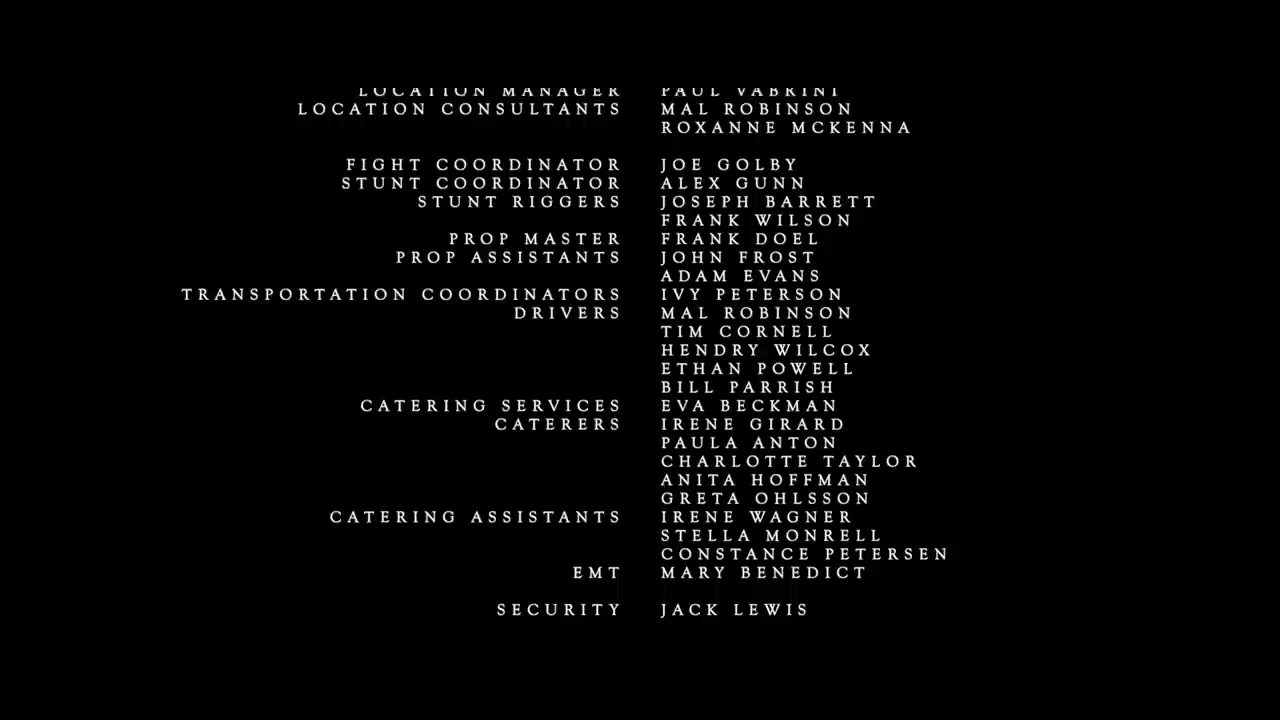 LOCATION MANAGER PAUL VABRINI
LOCATION CONSULTANTS MAL ROBINSON
ROXANNE MCKENNA
FIGHT COORDINATOR JOE GOLBY
STUNT COORDINATOR ALEX GUNN
STUNT RIGGERS JOSEPH BARRETT
FRANK WILSON
PROP MASTER FRANK DOEL
PROP ASSISTANTS JOHN FROST
ADAM EVANS
TRANSPORTATION COORDINATORS IVY PETERSON
DRIVERS MAL ROBINSON
TIM CORNELL
HENDRY WILCOX
ETHAN POWELL
BILL PARRISH
CATERING SERVICES EVA BECKMAN
CATERERS IRENE GIRARD
PAULA ANTON
CHARLOTTE TAYLOR
ANITA HOFFMAN
GRETA OHLSSON
CATERING ASSISTANTS IRENE WAGNER
STELLA MONRELL
CONSTANCE PETERSEN
EMT MARY BENEDICT
SECURITY JACK LEWIS